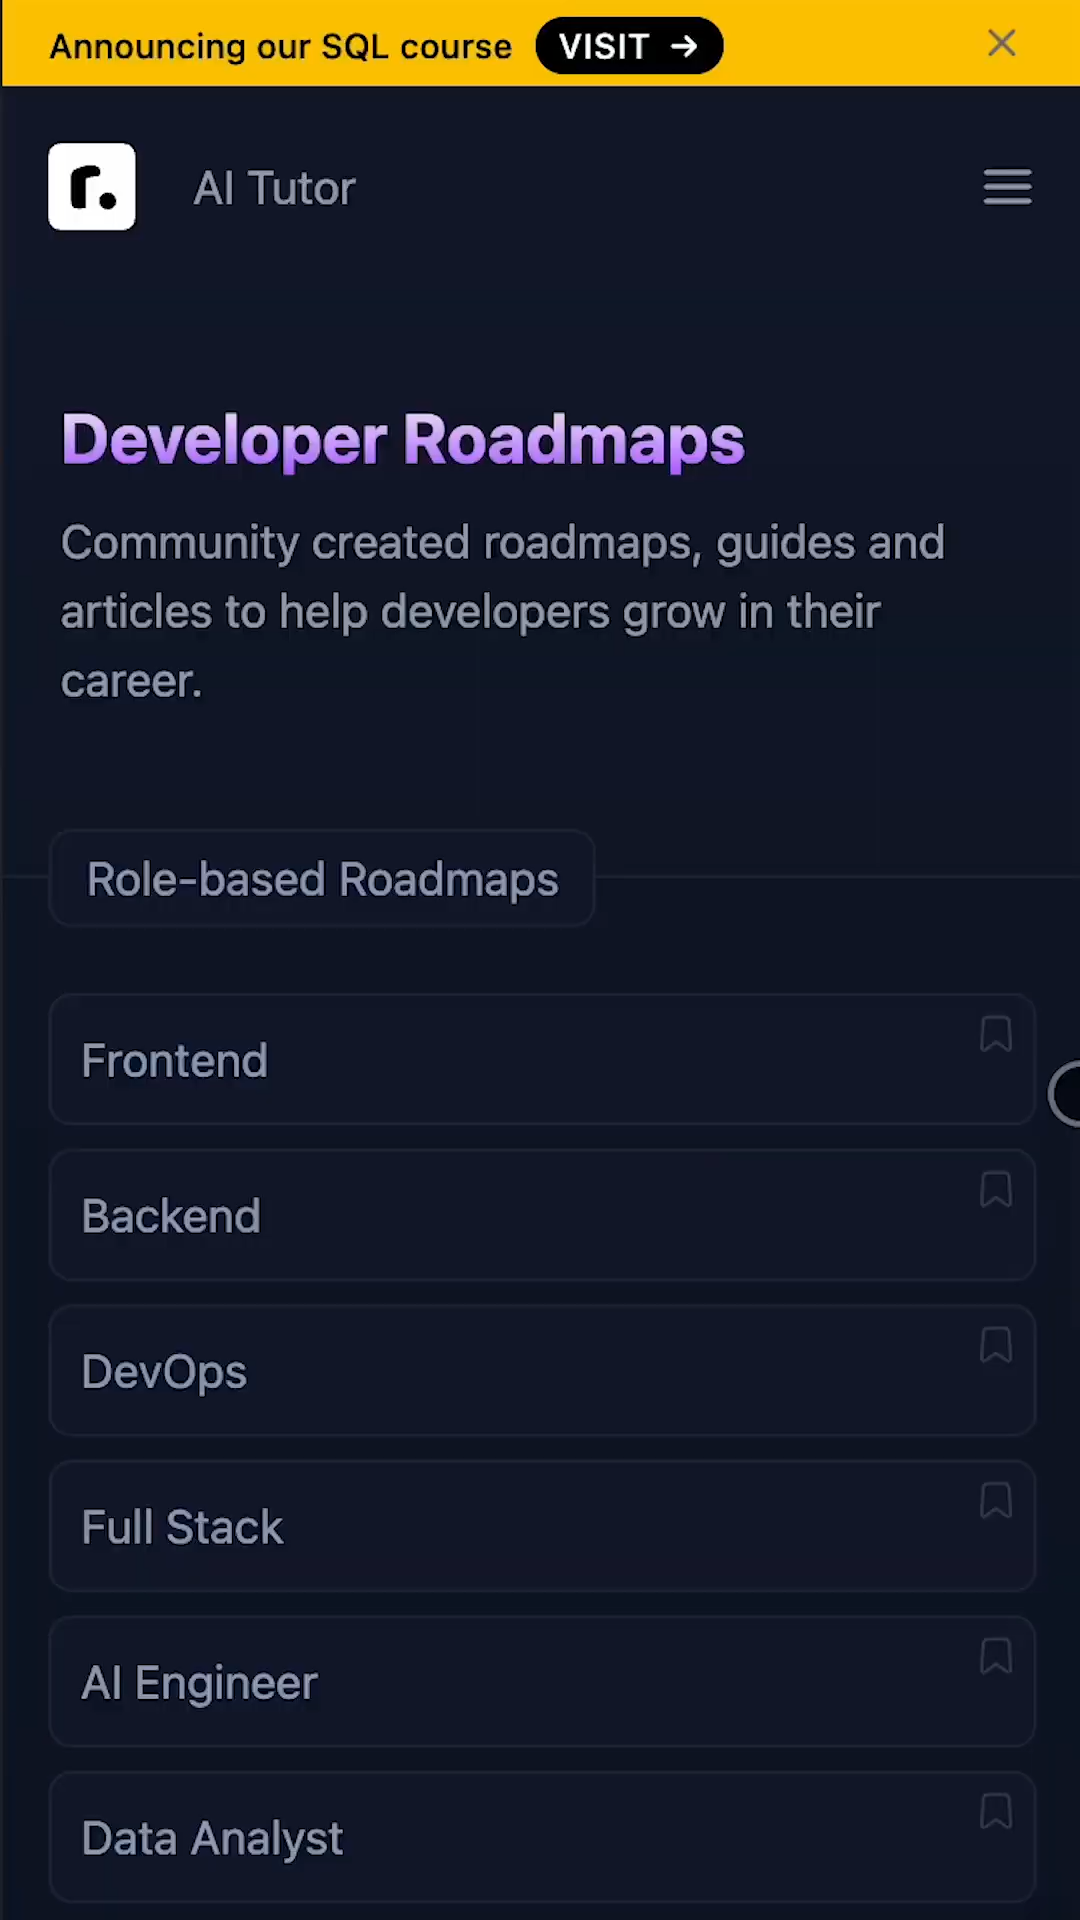 Announcing our SQL course VISIT →
r. AI Tutor
Developer Roadmaps
Community created roadmaps, guides and
articles to help developers grow in their
career.
Role-based Roadmaps
Frontend
Backend
DevOps
Full Stack
AI Engineer
Data Analyst